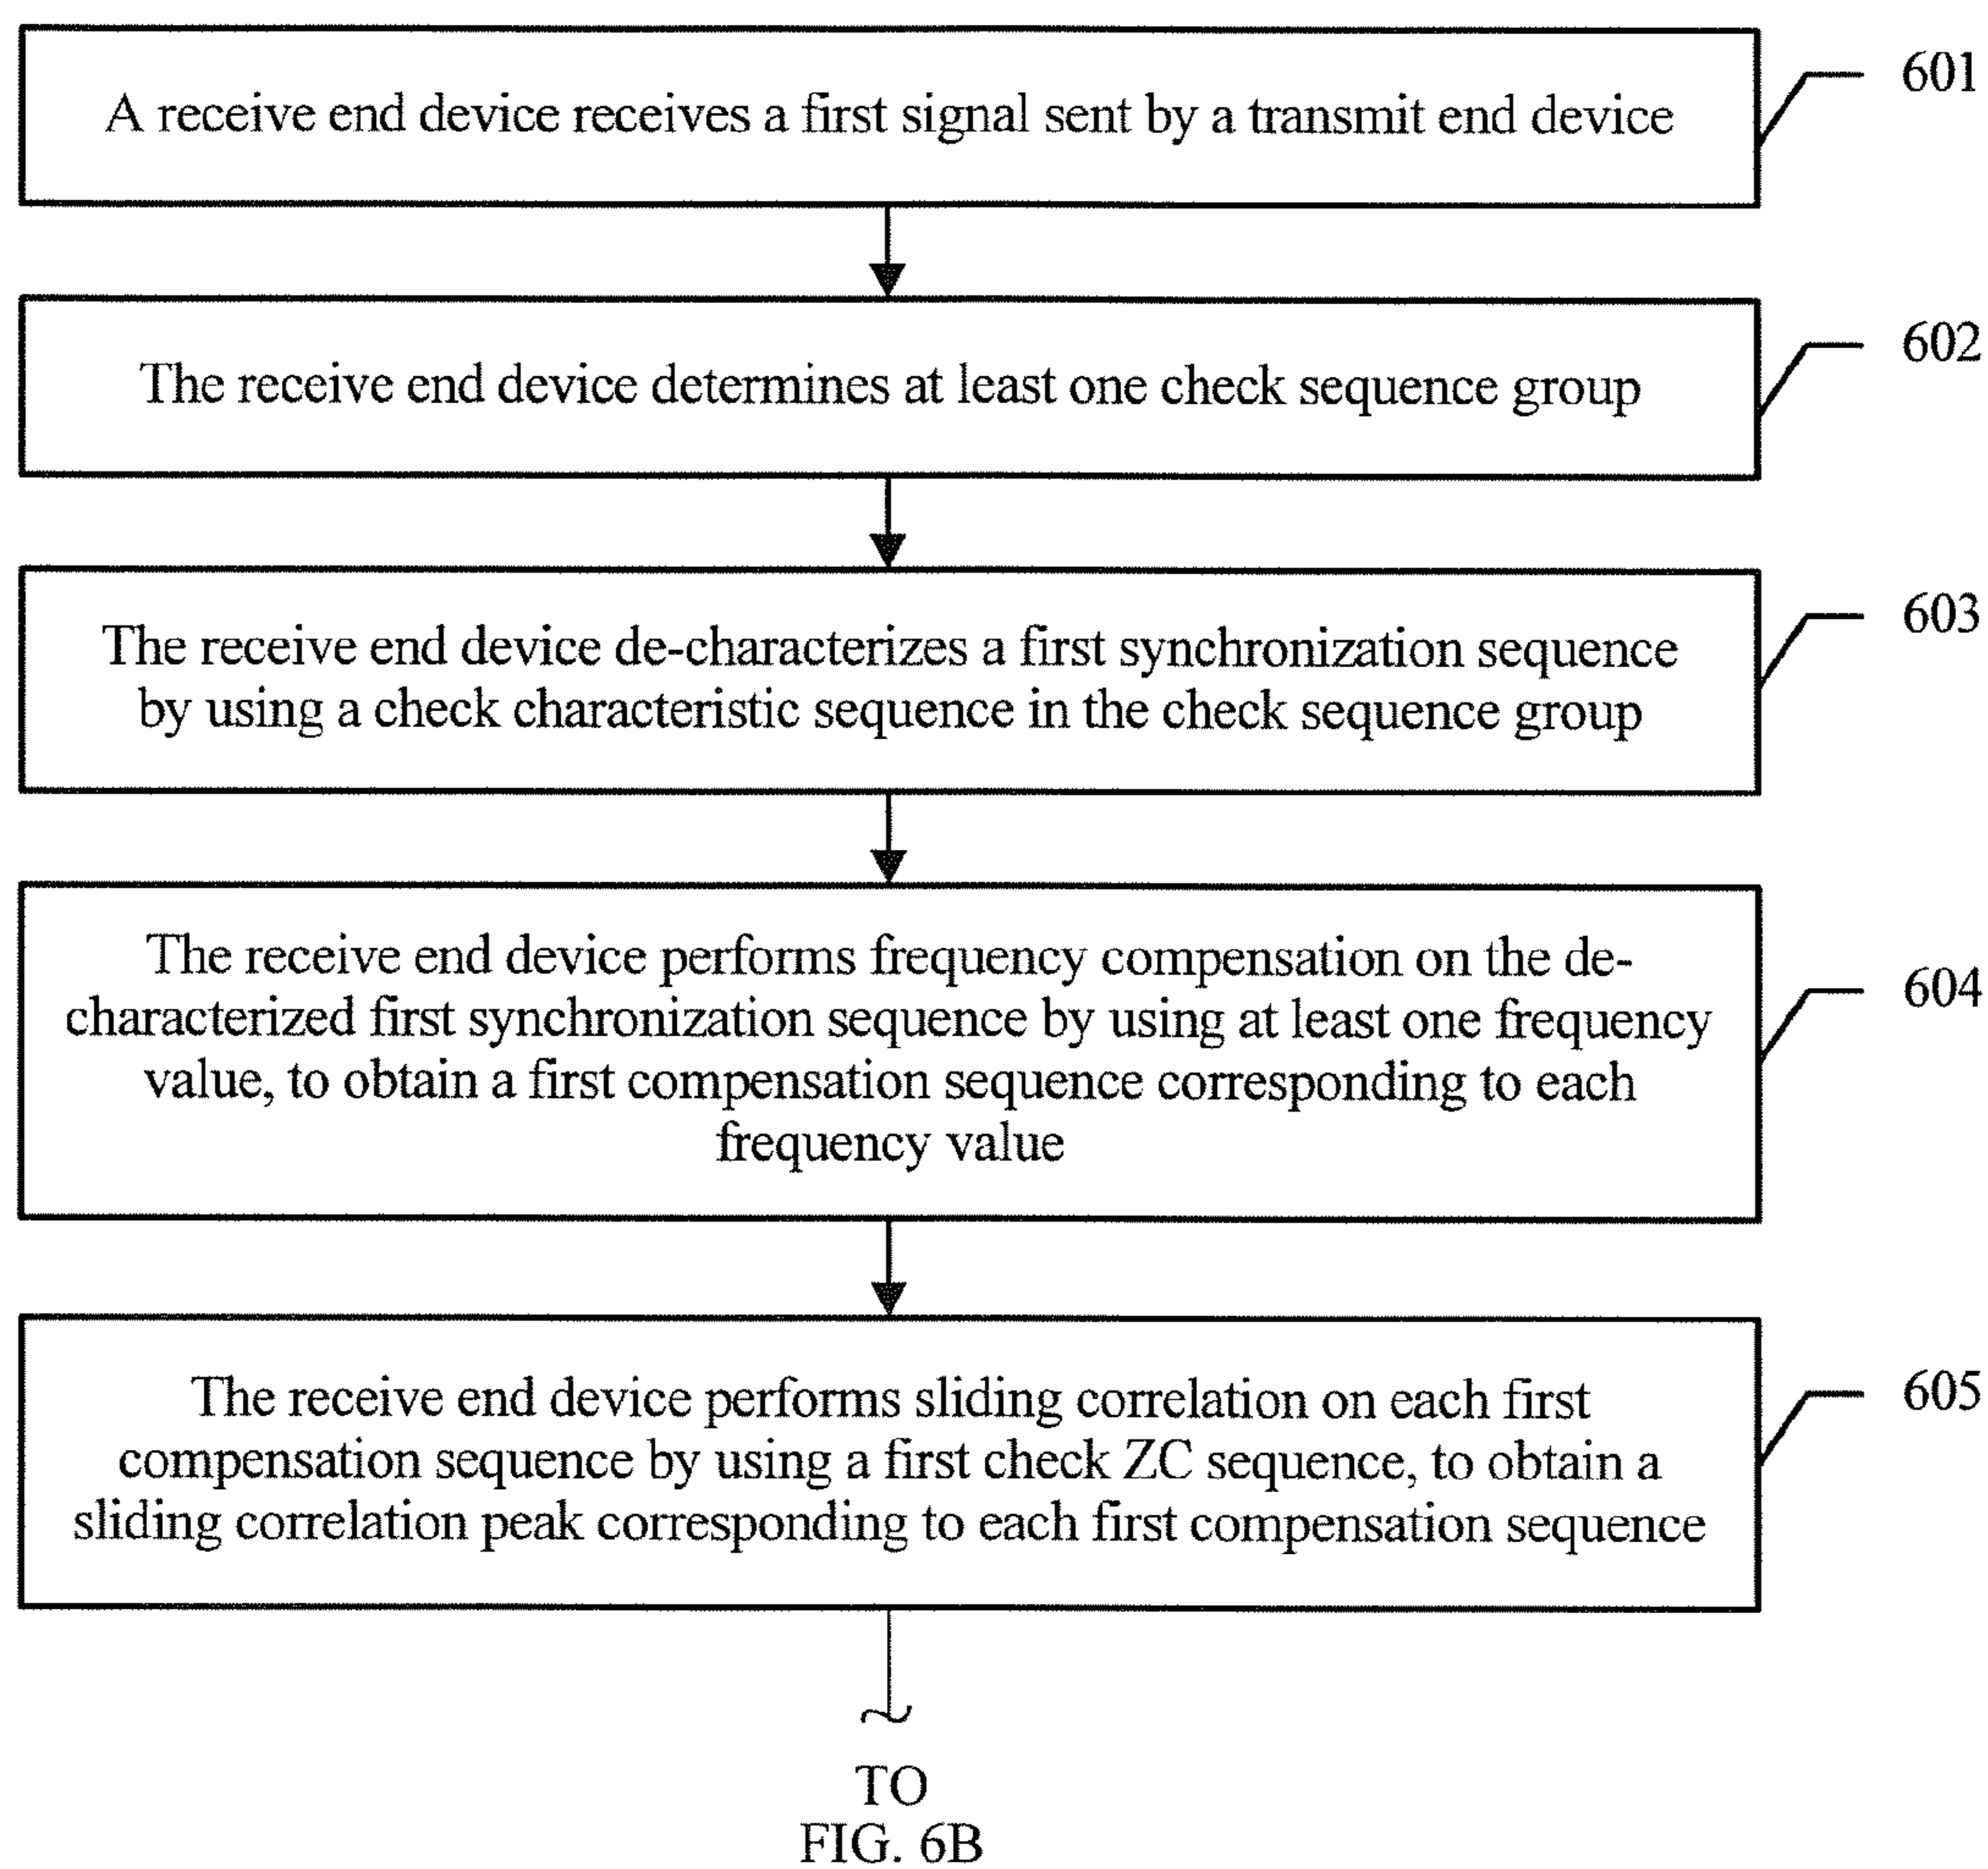 A receive end device receives a first signal sent by a transmit end device
601
The receive end device determines at least one check sequence group
602
The receive end device de-characterizes a first synchronization sequence
by using a check characteristic sequence in the check sequence group
603
The receive end device performs frequency compensation on the de-
characterized first synchronization sequence by using at least one frequency
value, to obtain a first compensation sequence corresponding to each
frequency value
604
The receive end device performs sliding correlation on each first
compensation sequence by using a first check ZC sequence, to obtain a
sliding correlation peak corresponding to each first compensation sequence
605
TO
FIG. 6B